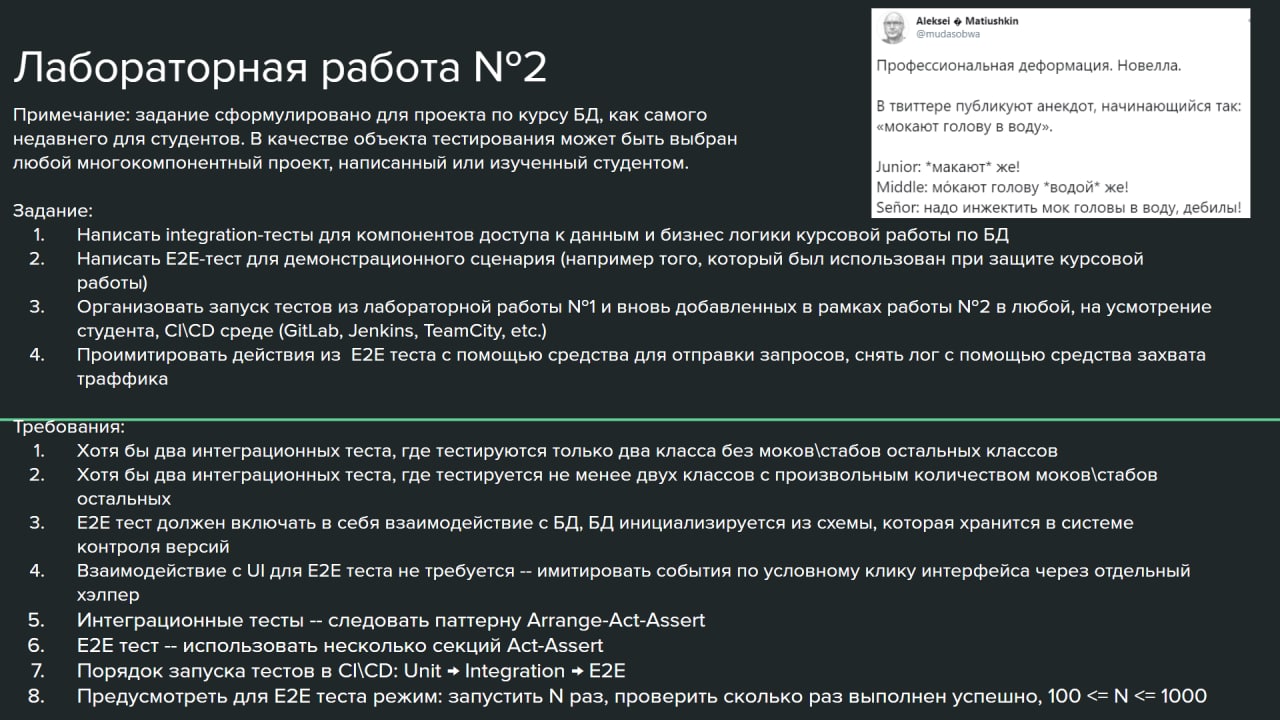 Aleksei � Matiushkin
@mudasobwa
Профессиональная деформация. Новелла.
В твиттере публикуют анекдот, начинающийся так:
«мокают голову в воду».
Junior: *макают* же!
Middle: мо́кают голову *водой* же!
Señor: надо инжектить мок головы в воду, дебилы!
Лабораторная работа №2
Примечание: задание сформулировано для проекта по курсу БД, как самого
недавнего для студентов. В качестве объекта тестирования может быть выбран
любой многокомпонентный проект, написанный или изученный студентом.
Задание:
1. Написать integration-тесты для компонентов доступа к данным и бизнес логики курсовой работы по БД
2. Написать E2E-тест для демонстрационного сценария (например того, который был использован при защите курсовой
работы)
3. Организовать запуск тестов из лабораторной работы №1 и вновь добавленных в рамках работы №2 в любой, на усмотрение
студента, CI\CD среде (GitLab, Jenkins, TeamCity, etc.)
4. Проимитировать действия из E2E теста с помощью средства для отправки запросов, снять лог с помощью средства захвата
траффика
Требования:
1. Хотя бы два интеграционных теста, где тестируются только два класса без моков\стабов остальных классов
2. Хотя бы два интеграционных теста, где тестируется не менее двух классов с произвольным количеством моков\стабов
остальных
3. E2E тест должен включать в себя взаимодействие с БД, БД инициализируется из схемы, которая хранится в системе
контроля версий
4. Взаимодействие с UI для E2E теста не требуется -- имитировать события по условному клику интерфейса через отдельный
хэлпер
5. Интеграционные тесты -- следовать паттерну Arrange-Act-Assert
6. E2E тест -- использовать несколько секций Act-Assert
7. Порядок запуска тестов в CI\CD: Unit → Integration → E2E
8. Предусмотреть для E2E теста режим: запустить N раз, проверить сколько раз выполнен успешно, 100 <= N <= 1000